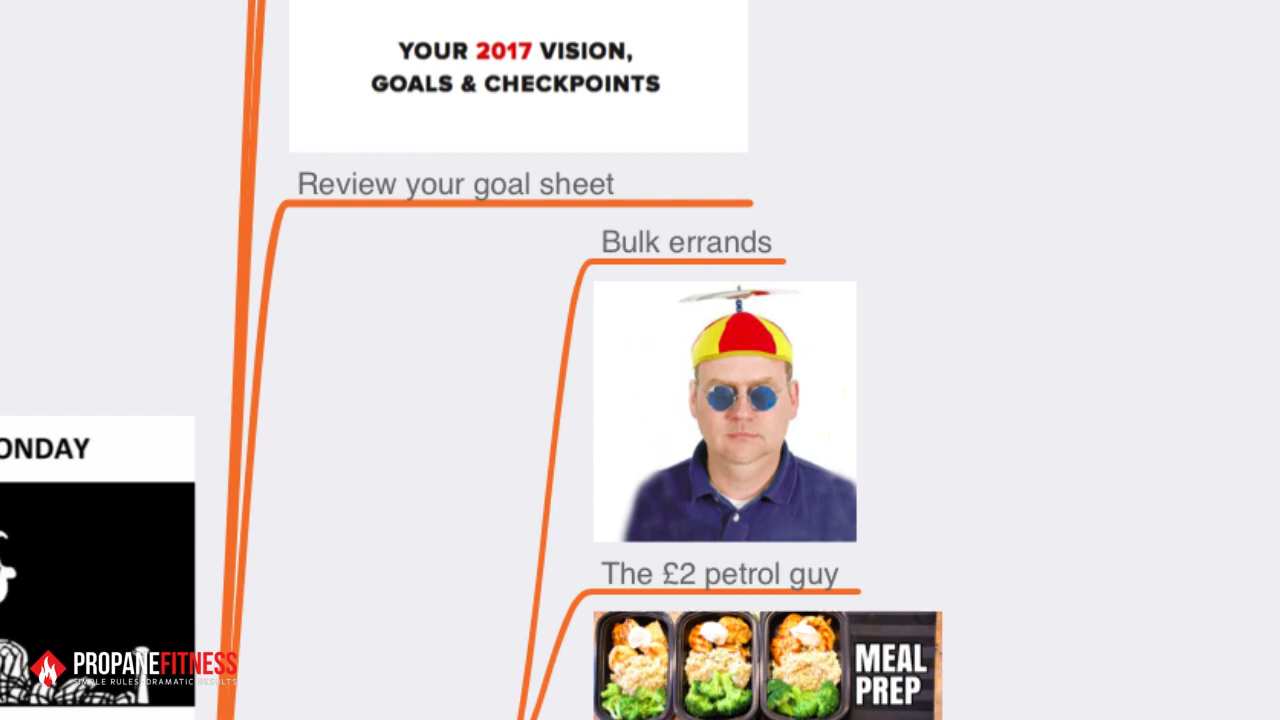 YOUR 2017 VISION,
GOALS & CHECKPOINTS
Review your goal sheet
Bulk errands
ONDAY
The £2 petrol guy
MEAL
PREP
PROPANEFITNESS
SIMPLE RULES. DRAMATIC RESULTS